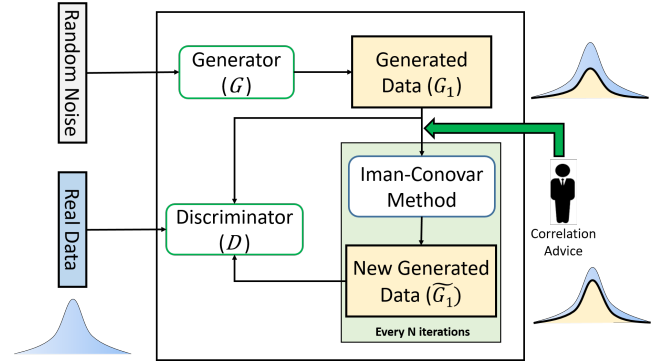 Random Noise
Generator
(G)
Generated
Data (G₁)
Iman-Conovar
Method
Real Data
Discriminator
(D)
Correlation
Advice
New Generated
Data (G̃₁)
Every N iterations